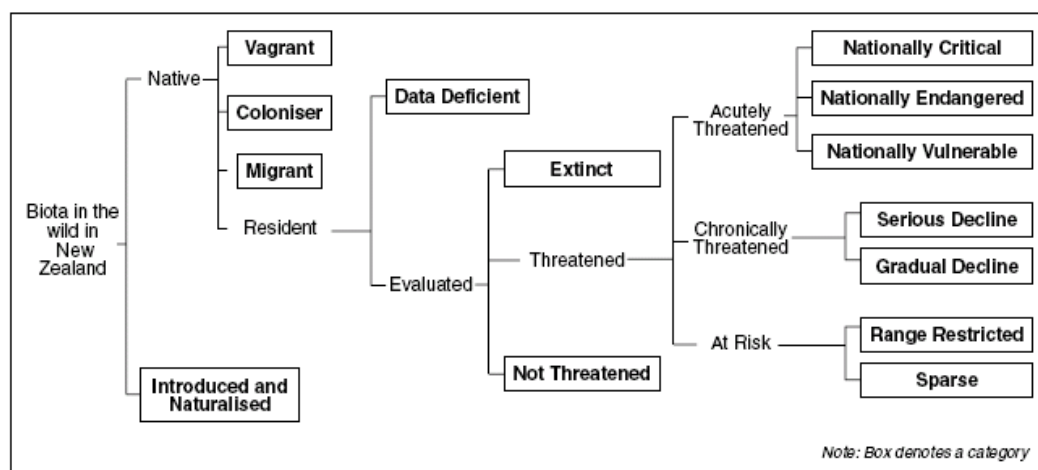 Vagrant
Nationally Critical
Native
Data Deficient
Acutely
Threatened
Nationally Endangered
Coloniser
Nationally Vulnerable
Migrant
Extinct
Biota in the
wild in
New
Zealand
Resident
Chronically
Threatened
Serious Decline
Threatened
Gradual Decline
Evaluated
Range Restricted
At Risk
Introduced and
Naturalised
Not Threatened
Sparse
Note: Box denotes a category